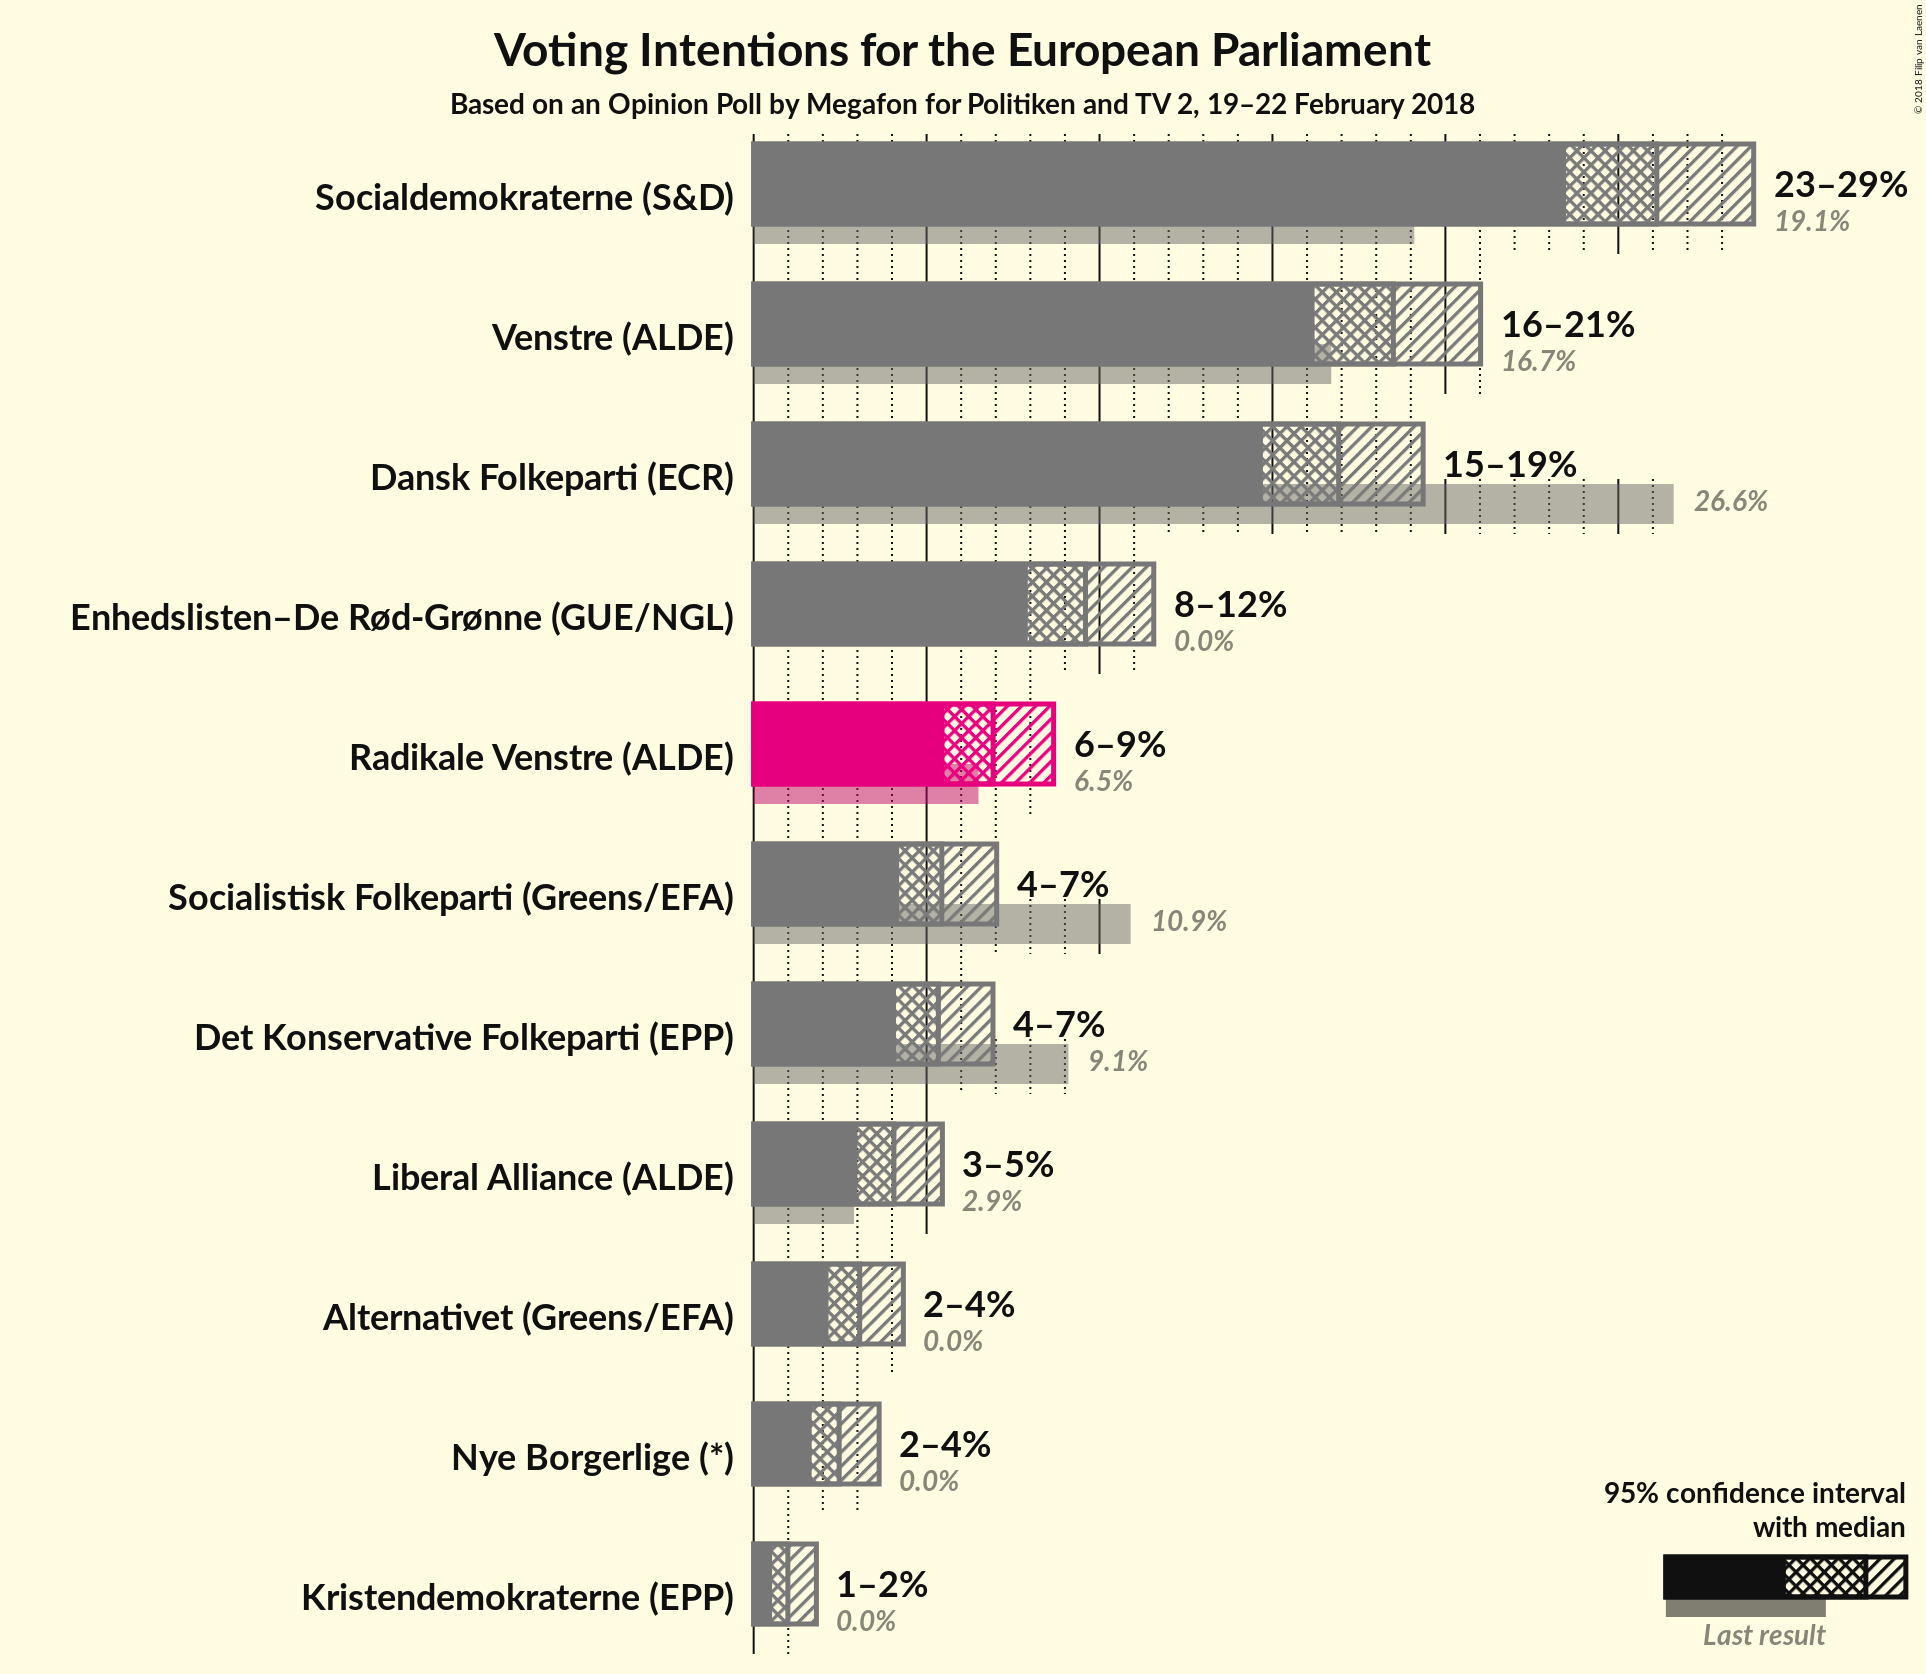 Voting Intentions for the European Parliament
Based on an Opinion Poll by Megafon for Politiken and TV 2, 19–22 February 2018
© 2018 Filip van Laenen
Socialdemokraterne (S&D)
23–29%
19.1%
Venstre (ALDE)
16–21%
16.7%
Dansk Folkeparti (ECR)
15–19%
26.6%
Enhedslisten–De Rød-Grønne (GUE/NGL)
8–12%
0.0%
Radikale Venstre (ALDE)
6–9%
6.5%
Socialistisk Folkeparti (Greens/EFA)
4–7%
10.9%
Det Konservative Folkeparti (EPP)
4–7%
9.1%
Liberal Alliance (ALDE)
3–5%
2.9%
Alternativet (Greens/EFA)
2–4%
0.0%
Nye Borgerlige (*)
2–4%
0.0%
Kristendemokraterne (EPP)
1–2%
0.0%
95% confidence interval
with median
Last result